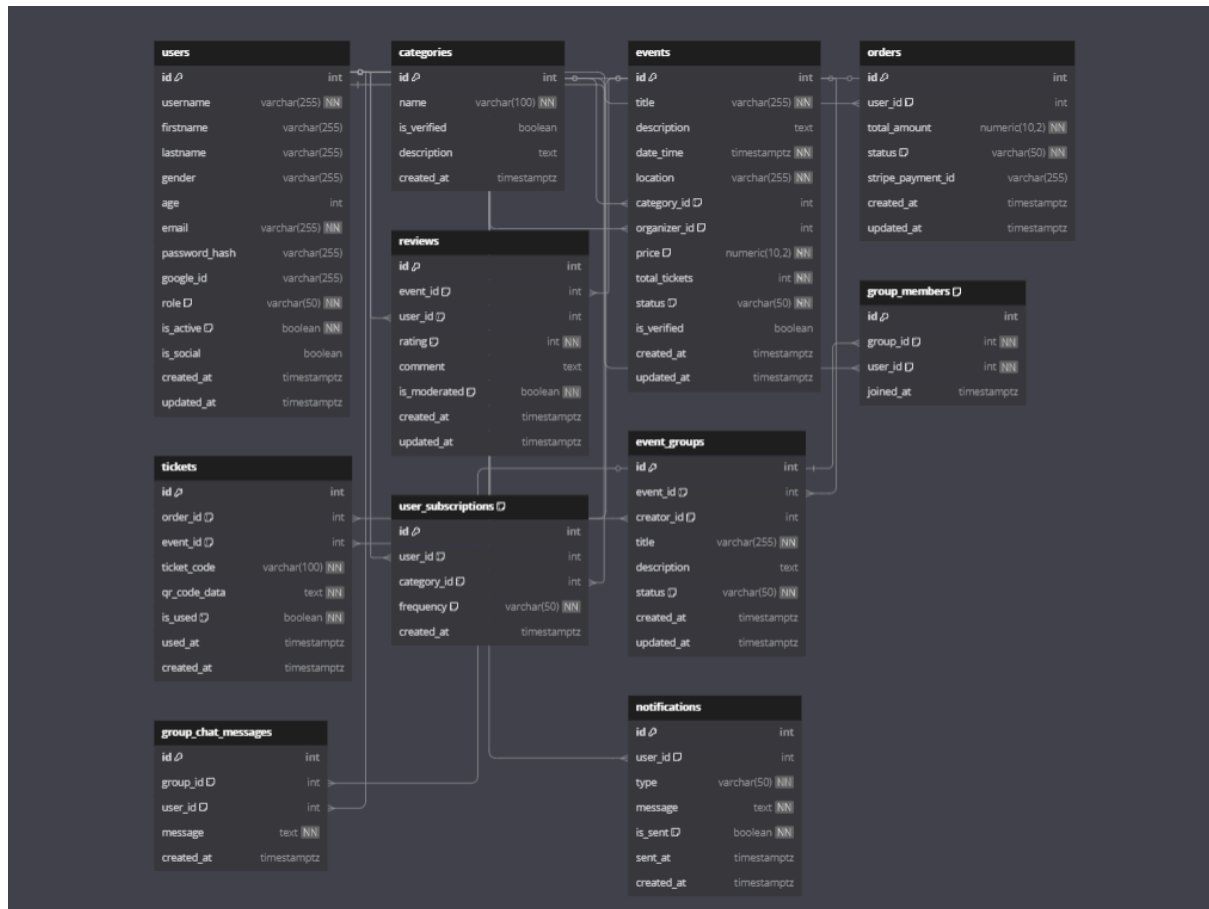 users
id int
username varchar(255) NN
firstname varchar(255)
lastname varchar(255)
gender varchar(255)
age int
email varchar(255) NN
password_hash varchar(255)
google_id varchar(255)
role varchar(50) NN
is_active boolean NN
is_social boolean
created_at timestamptz
updated_at timestamptz
categories
id int
name varchar(100) NN
is_verified boolean
description text
created_at timestamptz
events
id int
title varchar(255) NN
description text
date_time timestamptz NN
location varchar(255) NN
category_id int
organizer_id int
price numeric(10,2) NN
total_tickets int NN
status varchar(50) NN
is_verified boolean
created_at timestamptz
updated_at timestamptz
orders
id int
user_id int
total_amount numeric(10,2) NN
status varchar(50) NN
stripe_payment_id varchar(255)
created_at timestamptz
updated_at timestamptz
reviews
id int
event_id int
user_id int
rating int NN
comment text
is_moderated boolean NN
created_at timestamptz
updated_at timestamptz
group_members
id int
group_id int NN
user_id int NN
joined_at timestamptz
tickets
id int
order_id int
event_id int
ticket_code varchar(100) NN
qr_code_data text NN
is_used boolean NN
used_at timestamptz
created_at timestamptz
user_subscriptions
id int
user_id int
category_id int
frequency varchar(50) NN
created_at timestamptz
event_groups
id int
event_id int
creator_id int
title varchar(255) NN
description text
status varchar(50) NN
created_at timestamptz
updated_at timestamptz
group_chat_messages
id int
group_id int
user_id int
message text NN
created_at timestamptz
notifications
id int
user_id int
type varchar(50) NN
message text NN
is_sent boolean NN
sent_at timestamptz
created_at timestamptz